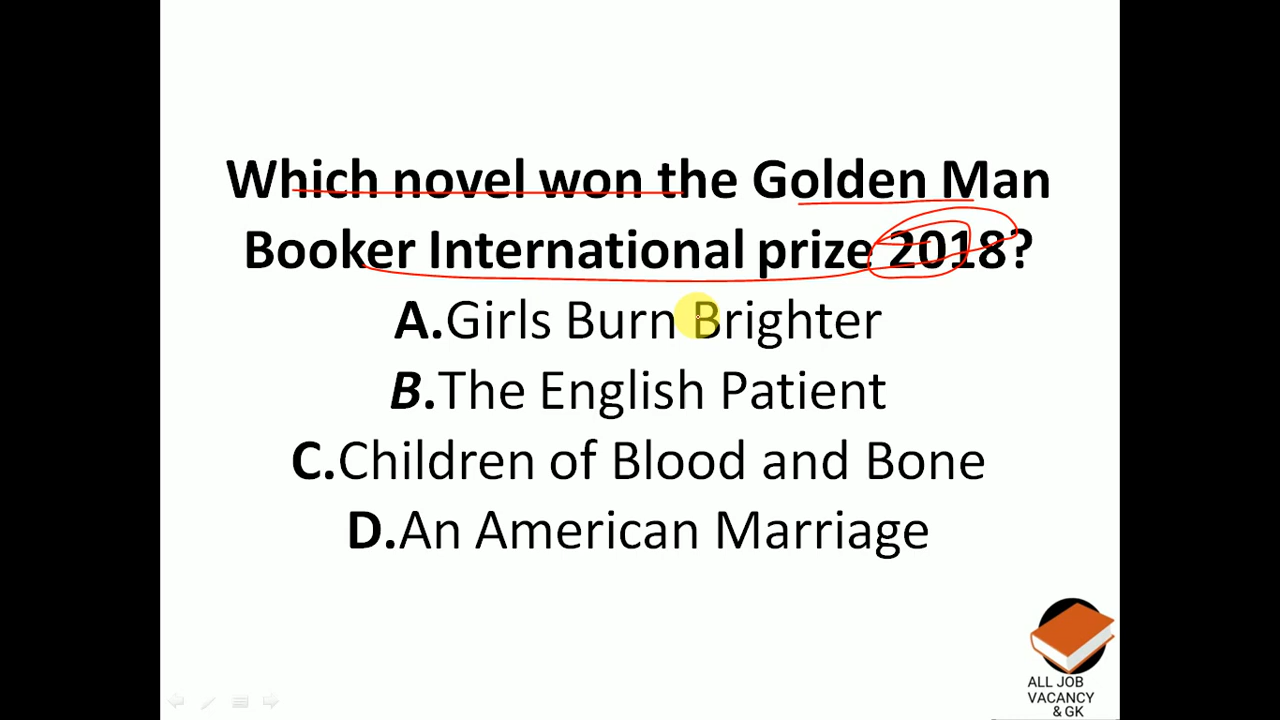 Which novel won the Golden Man
Booker International prize 2018?
A.Girls Burn Brighter
B.The English Patient
C.Children of Blood and Bone
D.An American Marriage
ALL JOB
VACANCY
& GK